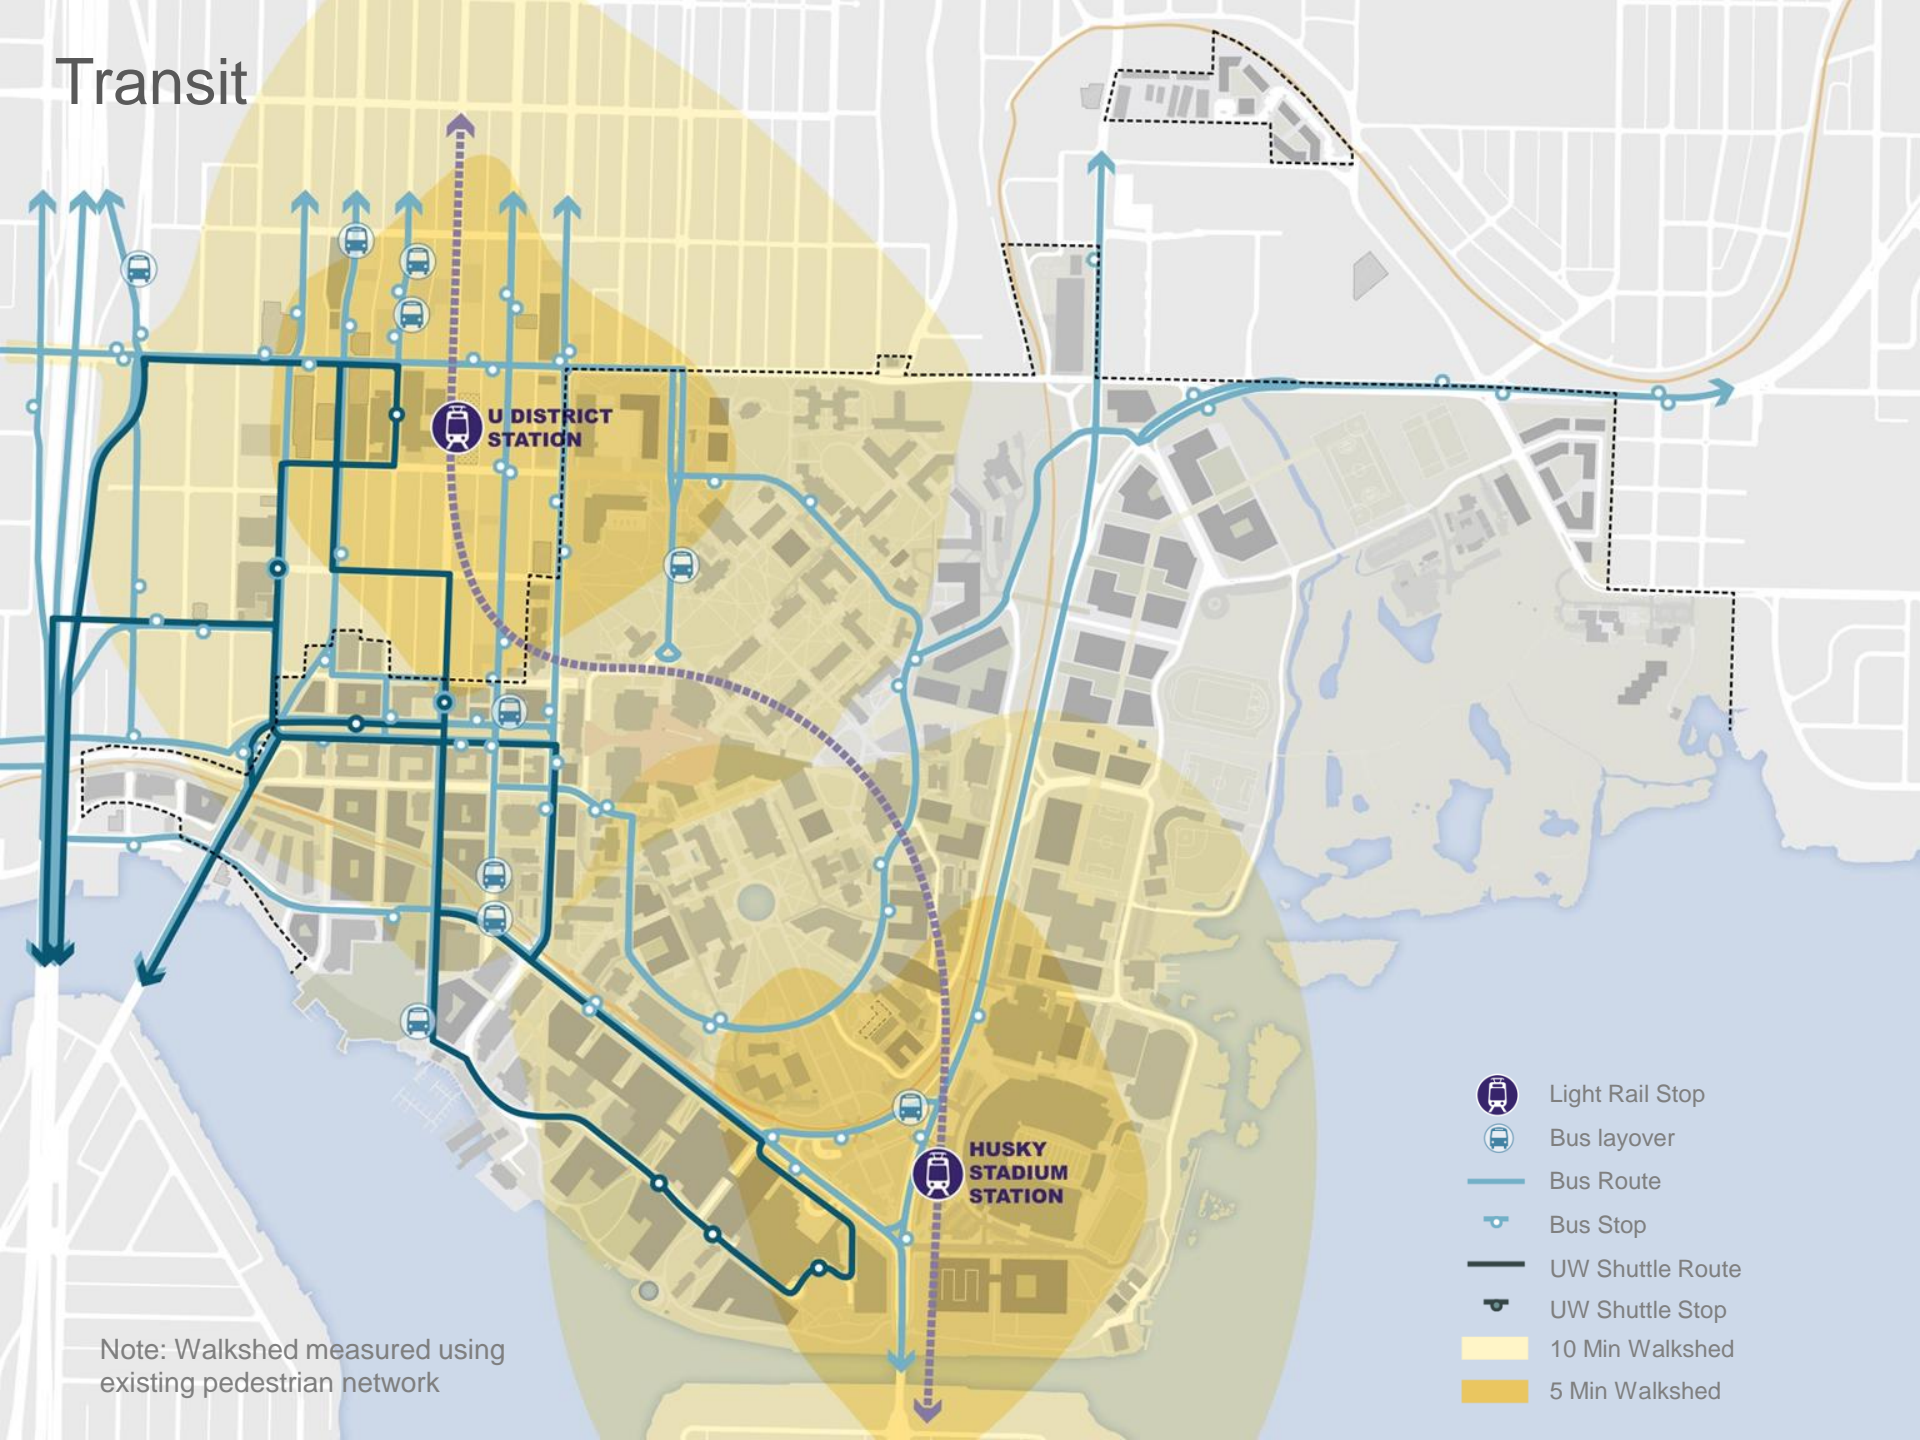 Transit
U DISTRICT
STATION
HUSKY
STADIUM
STATION
Light Rail Stop
Bus layover
Bus Route
Bus Stop
UW Shuttle Route
UW Shuttle Stop
10 Min Walkshed
5 Min Walkshed
Note: Walkshed measured using
existing pedestrian network